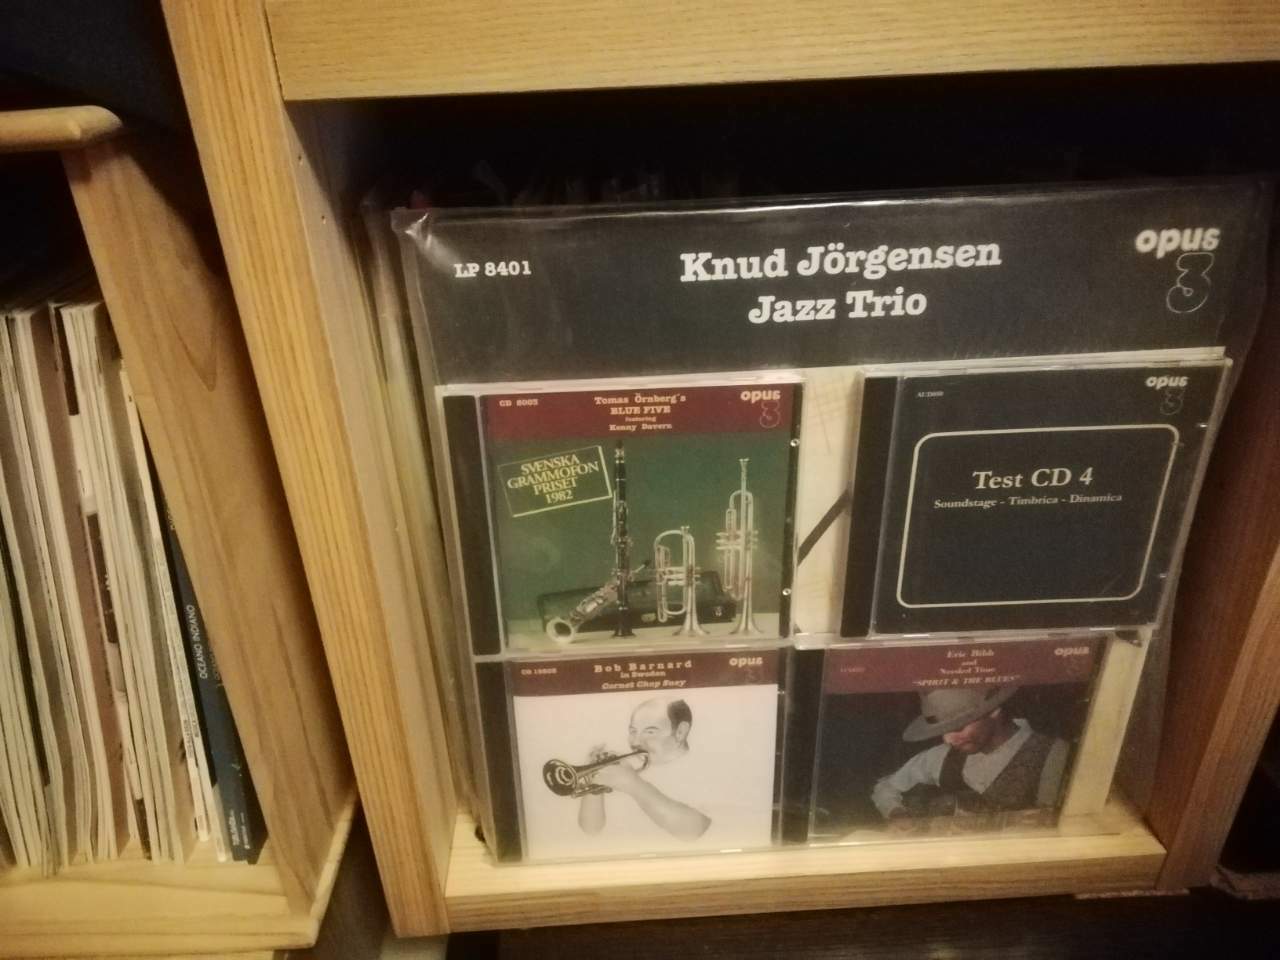 LP 8401
Knud Jörgensen
Jazz Trio
opus
3
CD 8003
Tomas Örnberg's
BLUE FIVE
featuring
Kenny Davern
opus
3
SVENSKA
GRAMMOFON
PRISET
1982
opus
3
Test CD 4
Soundstage - Timbrica - Dinamica
Bob Barnard
in Sweden
Cornet Chop Suey
opus
Eric Bibb
and
Needed Time
"SPIRIT & THE BLUES"
opus
OCEANO INDIANO